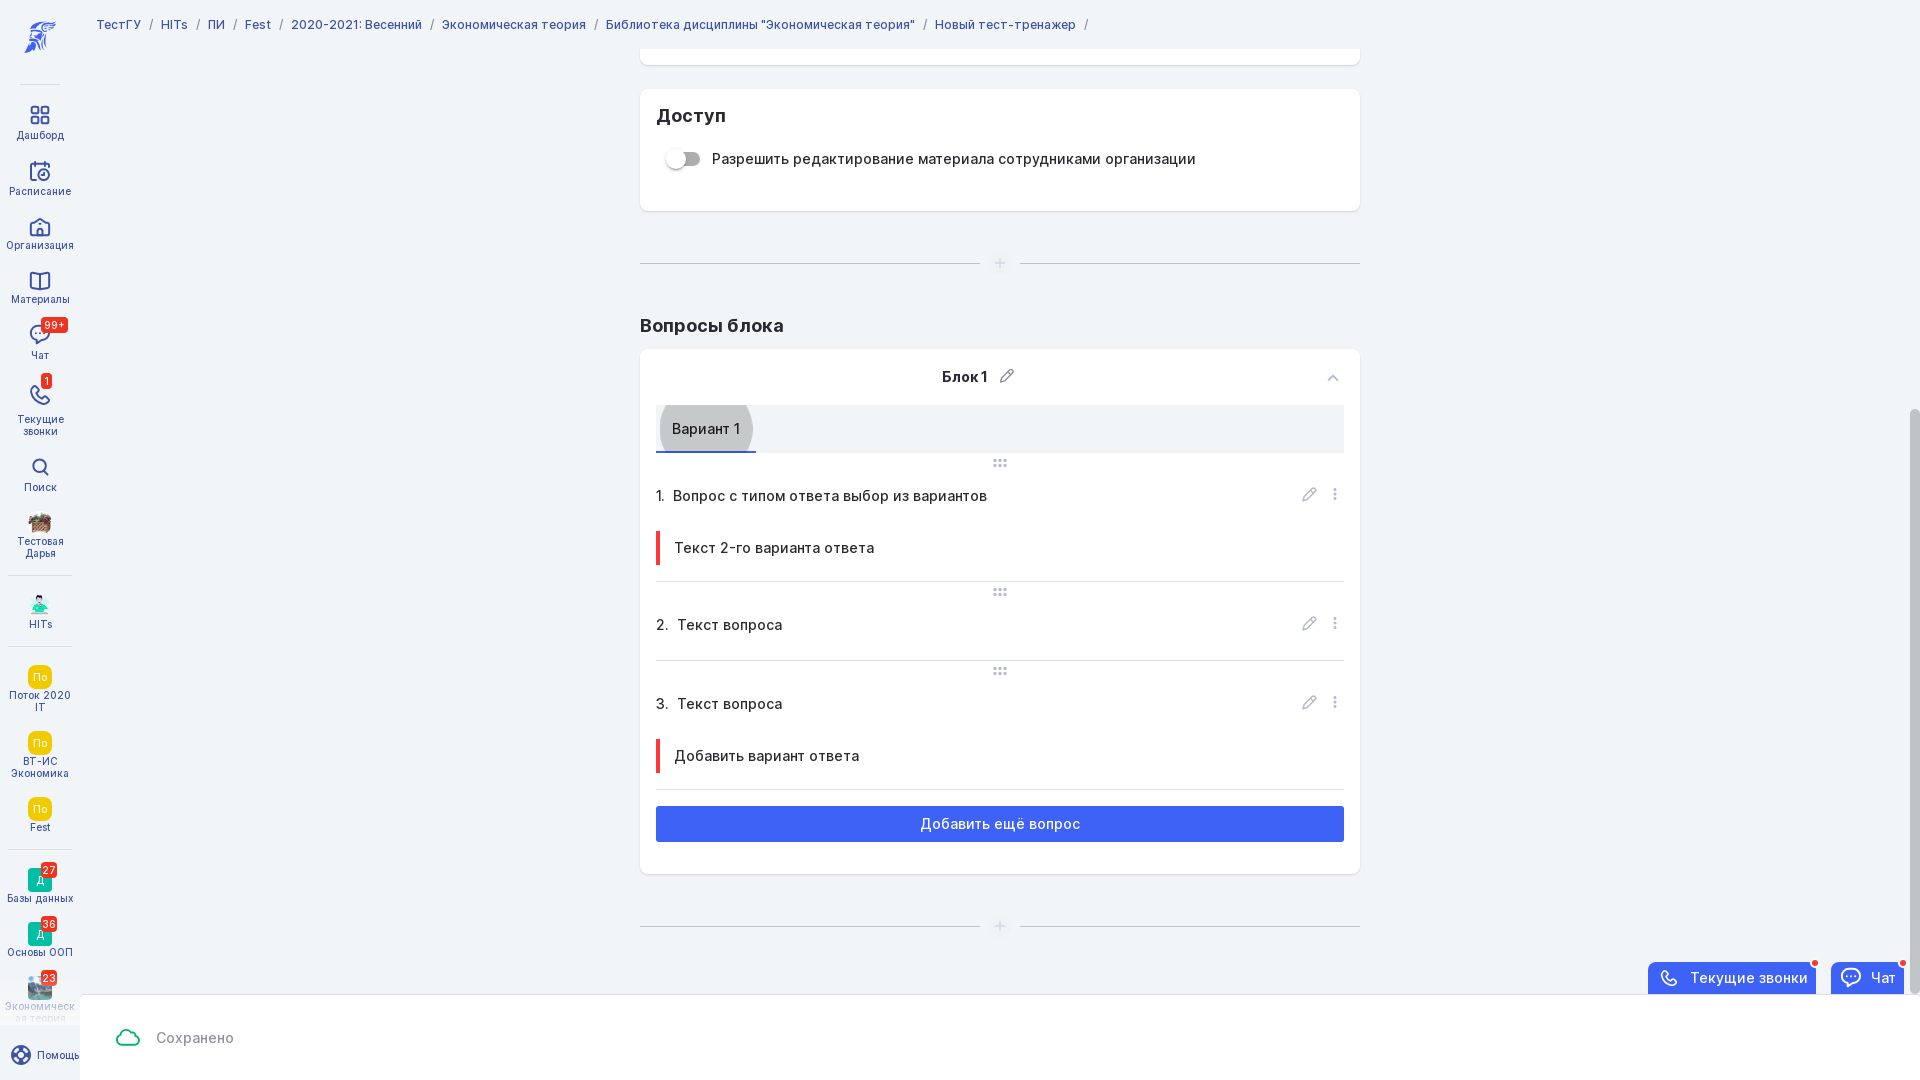 ТестГУ / HITs / ПИ / Fest / 2020-2021: Весенний / Экономическая теория / Библиотека дисциплины "Экономическая теория" / Новый тест-тренажер /
Дашборд
Расписание
Организация
Материалы
99+
Чат
1
Текущие
звонки
Поиск
Тестовая
Дарья
HITs
По
Поток 2020
IT
По
ВТ-ИС
Экономика
По
Fest
27
Д
Базы данных
36
Д
Основы ООП
23
Экономическ
ая теория
Помощь
Доступ
Разрешить редактирование материала сотрудниками организации
Вопросы блока
Блок 1
Вариант 1
1. Вопрос с типом ответа выбор из вариантов
Текст 2-го варианта ответа
2. Текст вопроса
3. Текст вопроса
Добавить вариант ответа
Добавить ещё вопрос
Текущие звонки
Чат
Сохранено